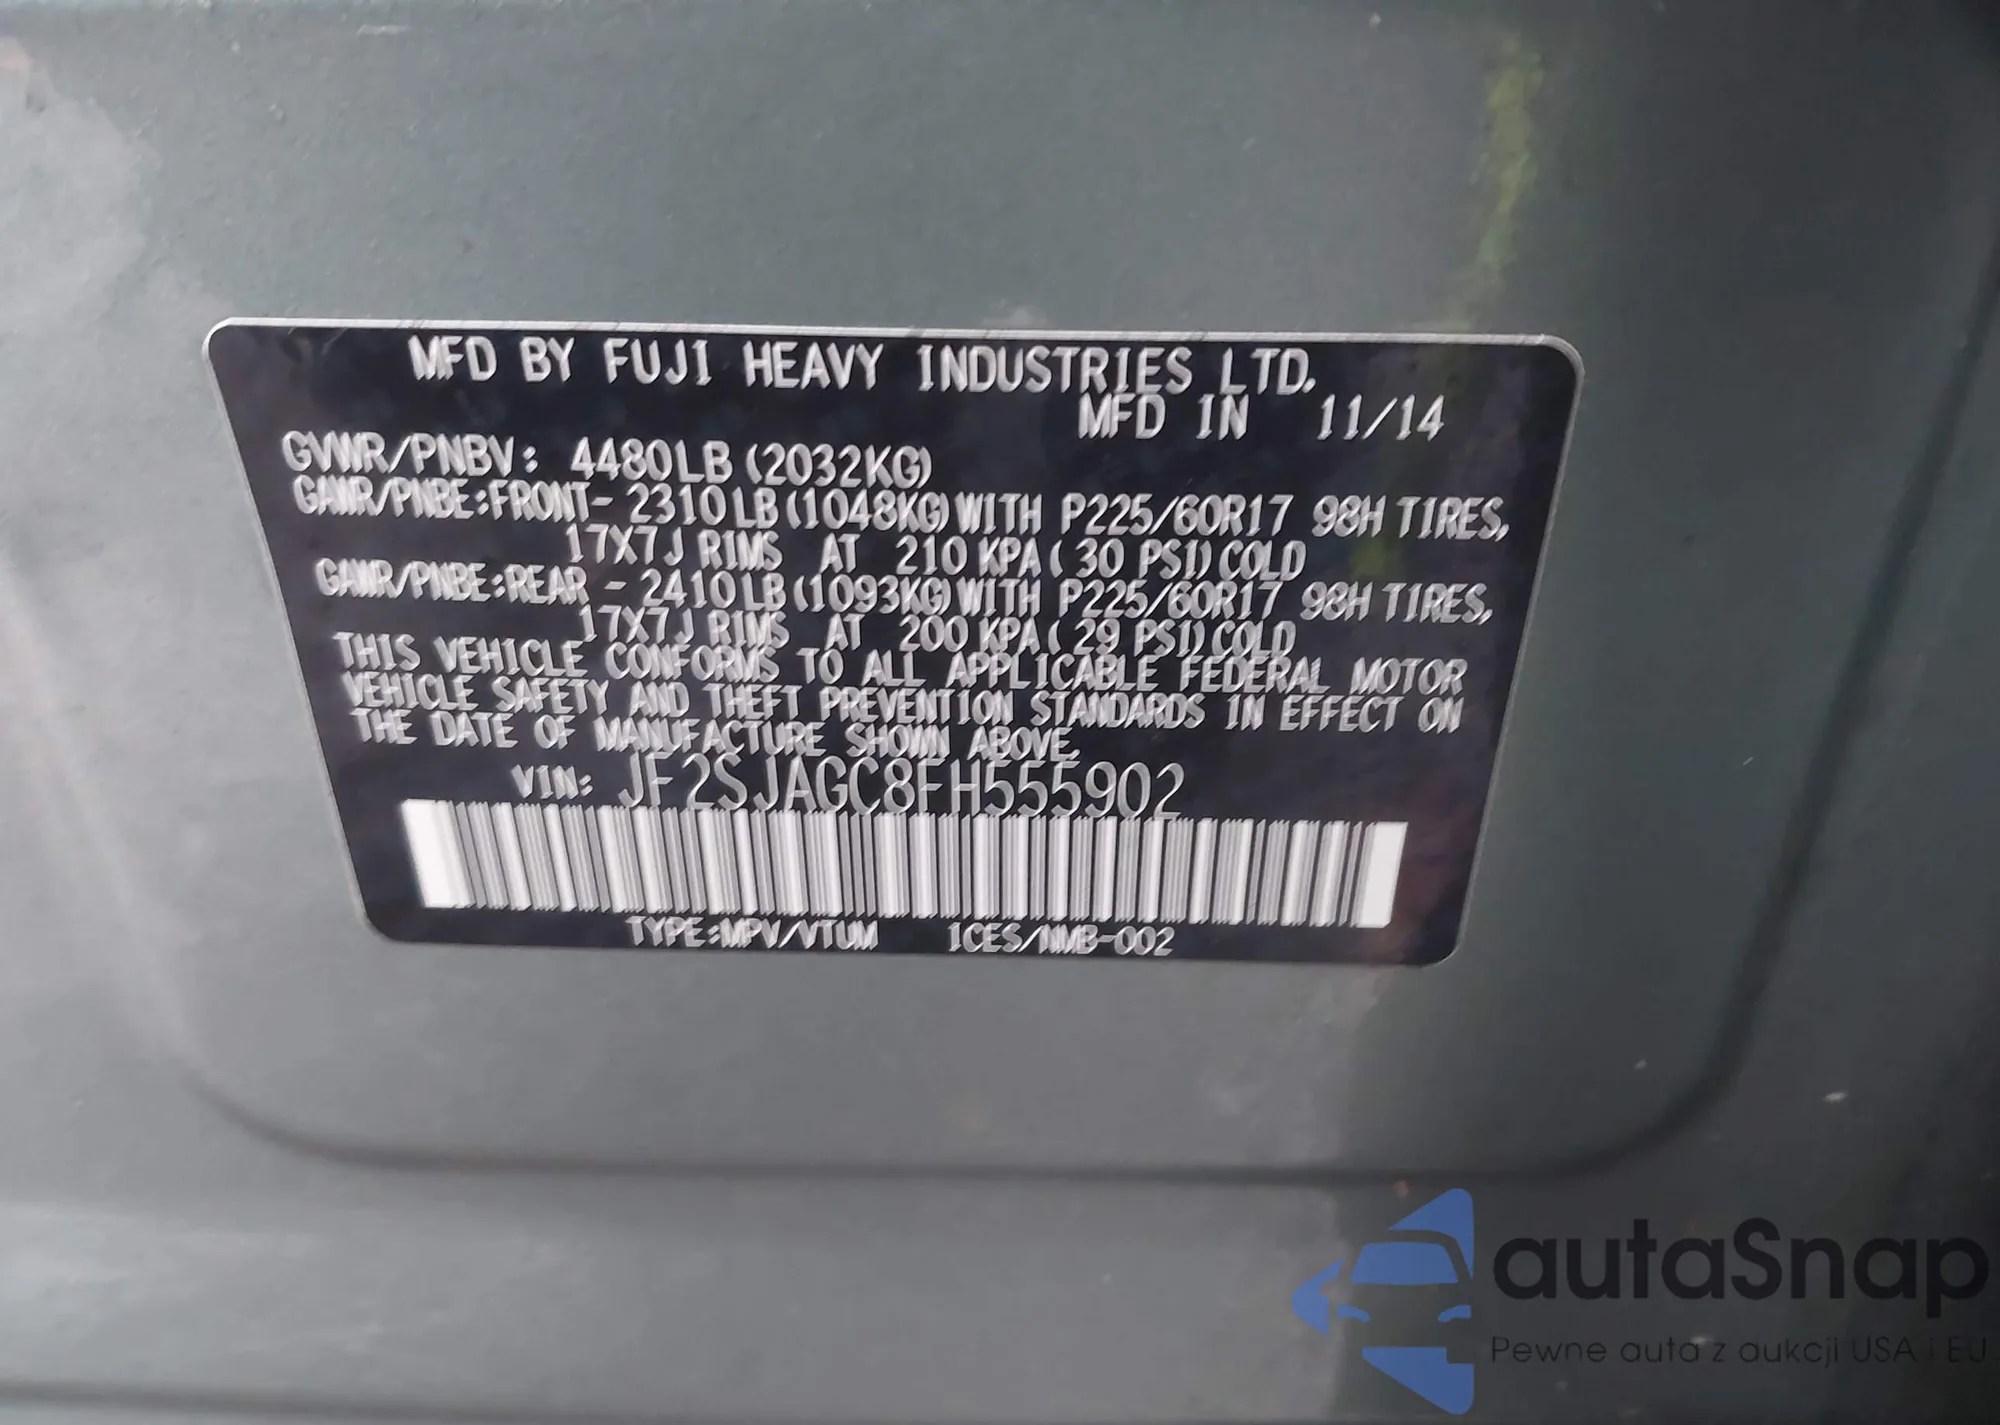 MFD BY FUJI HEAVY INDUSTRIES LTD.
MFD IN 11/14
GVWR/PNBV: 4480LB (2032KG)
GAWR/PNBE:FRONT- 2310LB (1048KG) WITH P225/60R17 98H TIRES,
17X7J RIMS AT 210 KPA (30 PSI) COLD
GAWR/PNBE:REAR - 2410LB (1093KG) WITH P225/60R17 98H TIRES,
17X7J RIMS AT 200 KPA (29 PSI) COLD
THIS VEHICLE CONFORMS TO ALL APPLICABLE FEDERAL MOTOR
VEHICLE SAFETY AND THEFT PREVENTION STANDARDS IN EFFECT ON
THE DATE OF MANUFACTURE SHOWN ABOVE.
VIN: JF2SJAGC8FH555902
TYPE:MPV/VTUM ICES/NMB-002
autaSnap
Pewne auta z aukcji USA i EU